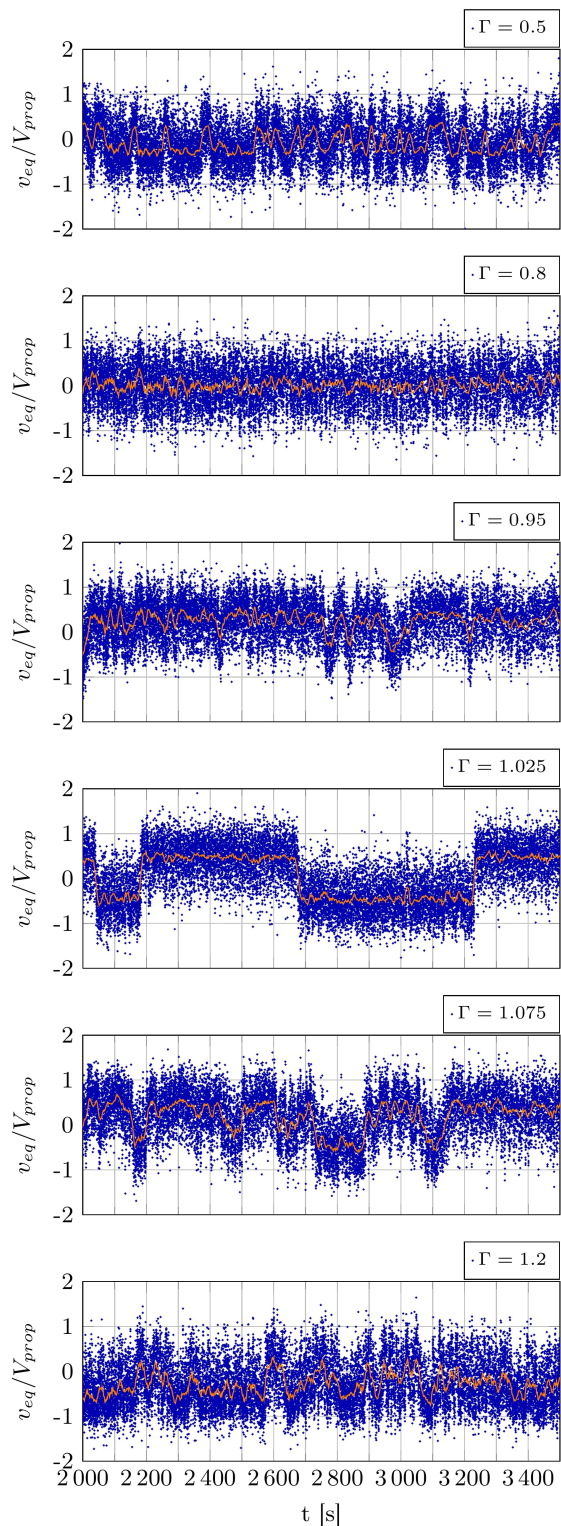 Γ = 0.5
2
1
0
-1
-2
v_eq/V_prop
Γ = 0.8
2
1
0
-1
-2
v_eq/V_prop
Γ = 0.95
2
1
0
-1
-2
v_eq/V_prop
Γ = 1.025
2
1
0
-1
-2
v_eq/V_prop
Γ = 1.075
2
1
0
-1
-2
v_eq/V_prop
Γ = 1.2
2
1
0
-1
-2
v_eq/V_prop
2 000 2 200 2 400 2 600 2 800 3 000 3 200 3 400
t [s]